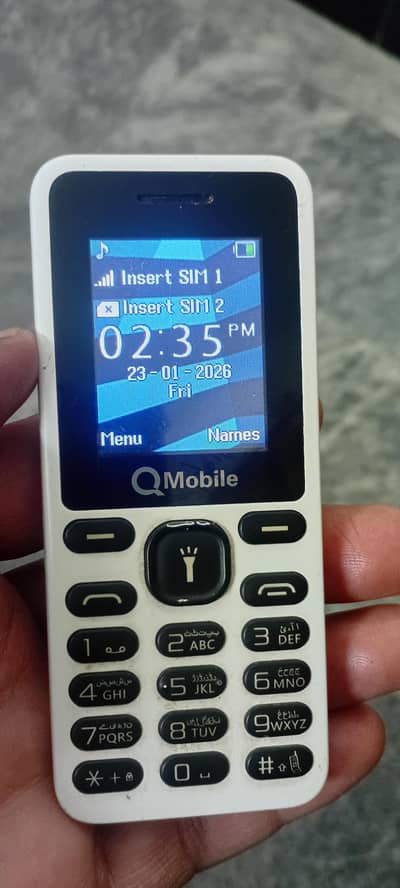 Insert SIM 1
Insert SIM 2
02:35 PM
23-01-2026
Fri
Menu Names
QMobile
1
2 ABC
3 DEF
4 GHI
5 JKL
6 MNO
7 PQRS
8 TUV
9 WXYZ
* +
0
#